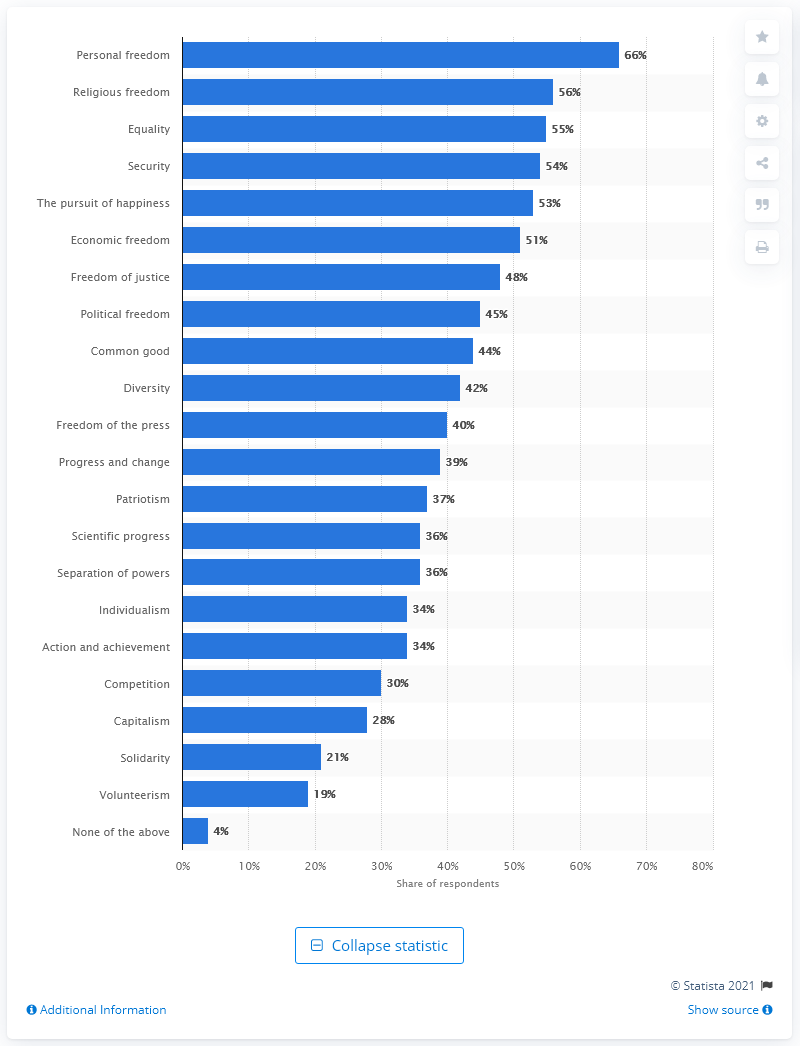 Personal freedom 66%
Religious freedom 56%
Equality 55%
Security 54%
The pursuit of happiness 53%
Economic freedom 51%
Freedom of justice 48%
Political freedom 45%
Common good 44%
Diversity 42%
Freedom of the press 40%
Progress and change 39%
Patriotism 37%
Scientific progress 36%
Separation of powers 36%
Individualism 34%
Action and achievement 34%
Competition 30%
Capitalism 28%
Solidarity 21%
Volunteerism 19%
None of the above 4%
0% 10% 20% 30% 40% 50% 60% 70% 80%
Share of respondents
Collapse statistic
© Statista 2021
Additional Information Show source